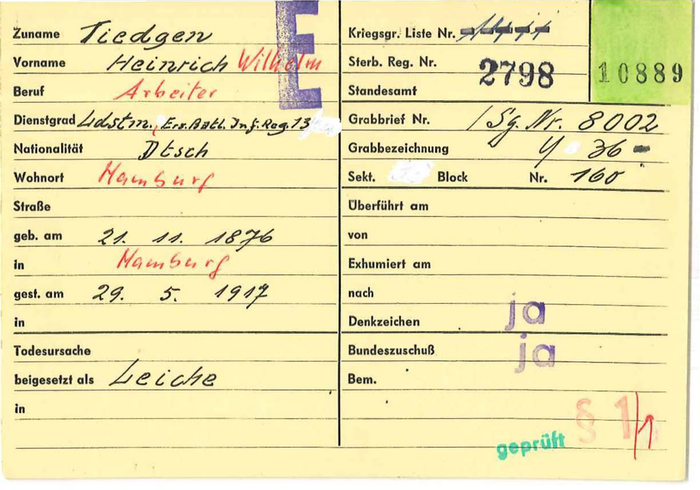 E
Zuname Tiedgen
Vorname Heinrich Wilhelm
Beruf Arbeiter
Dienstgrad Ldstm. Ers. Batl. Inf. Reg. 13
Nationalität Dtsch
Wohnort Hamburg
Straße
geb. am 21. 11. 1876
in Hamburg
gest. am 29. 5. 1917
in
Todesursache
beigesetzt als Leiche
in
Kriegsgr. Liste Nr.
Sterb. Reg. Nr. 2798
Standesamt
10889
Grabbrief Nr. / Sg. Nr. 8002
Grabbezeichnung Y 36 -
Sekt. Block Nr. 160
Überführt am
von
Exhumiert am
nach
Denkzeichen ja
Bundeszuschuß ja
Bem.
geprüft § 1/1